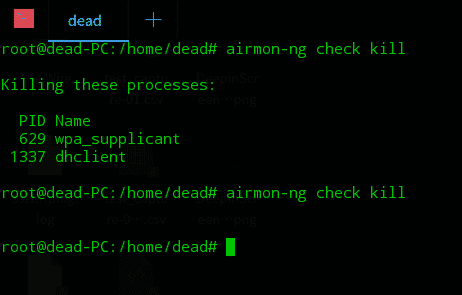 dead
root@dead-PC:/home/dead# airmon-ng check kill
Killing these processes:
PID Name
629 wpa_supplicant
1337 dhclient
root@dead-PC:/home/dead# airmon-ng check kill
root@dead-PC:/home/dead#